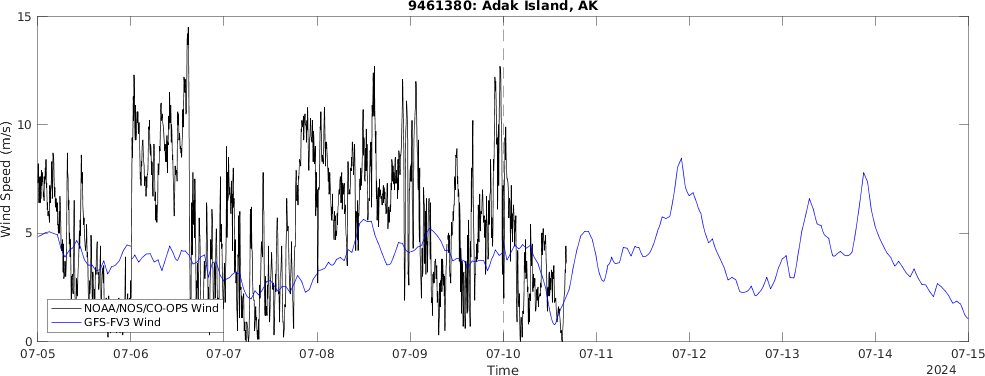 9461380: Adak Island, AK
Wind Speed (m/s)
15
10
5
0
NOAA/NOS/CO-OPS Wind
GFS-FV3 Wind
07-05 07-06 07-07 07-08 07-09 07-10 07-11 07-12 07-13 07-14 07-15
Time
2024